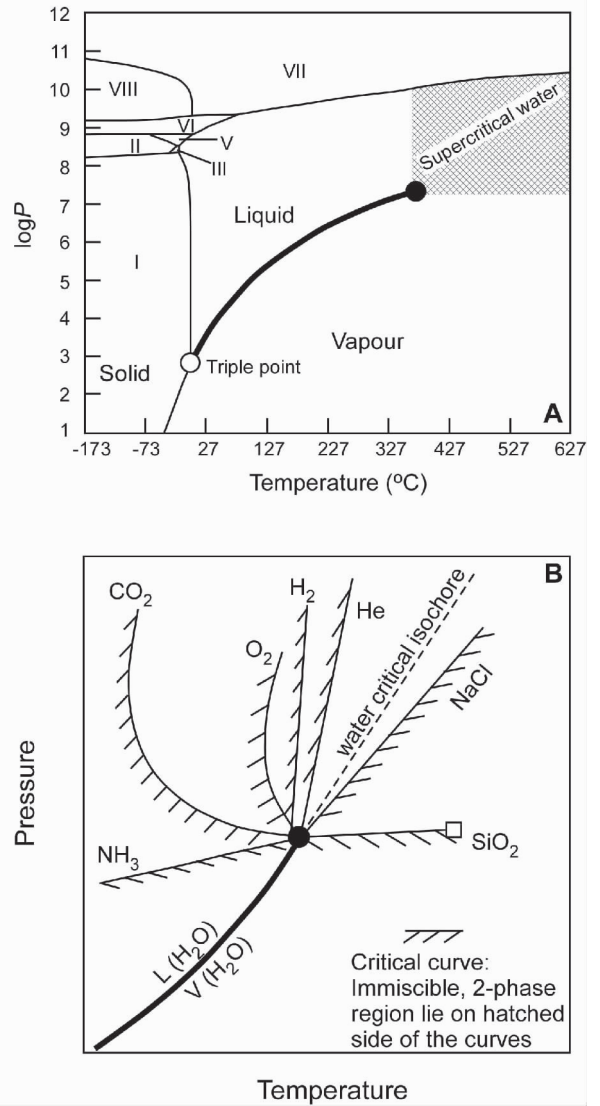 12
11
10
9
8
7
6
5
4
3
2
1
logP
VIII
VII
VI
II
V
III
I
Liquid
Supercritical water
Vapour
Solid
Triple point
A
-173 -73 27 127 227 327 427 527 627
Temperature (ºC)
B
CO2
H2
He
O2
water critical isochore
NaCl
NH3
SiO2
L (H2O)
V (H2O)
Critical curve:
Immiscible, 2-phase
region lie on hatched
side of the curves
Pressure
Temperature